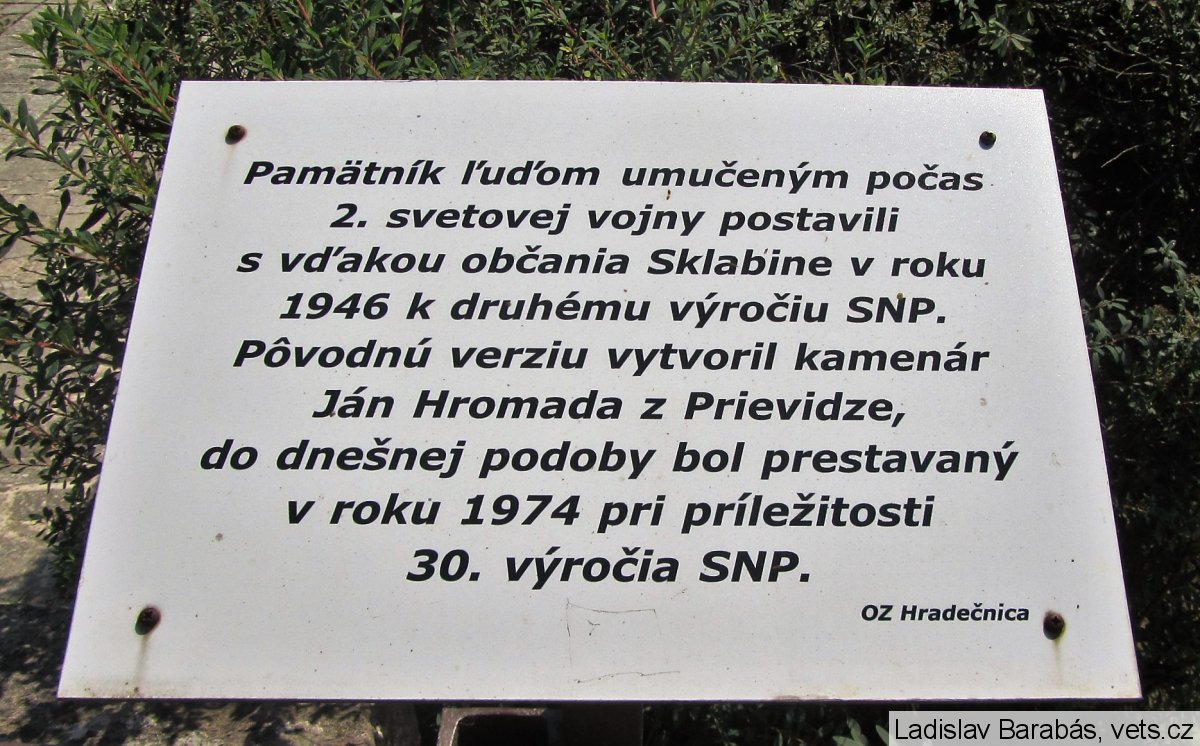 Pamätník ľuďom umučeným počas
2. svetovej vojny postavili
s vďakou občania Sklabine v roku
1946 k druhému výročiu SNP.
Pôvodnú verziu vytvoril kamenár
Ján Hromada z Prievidze,
do dnešnej podoby bol prestavaný
v roku 1974 pri príležitosti
30. výročia SNP.
OZ Hradečnica
Ladislav Barabás, vets.cz